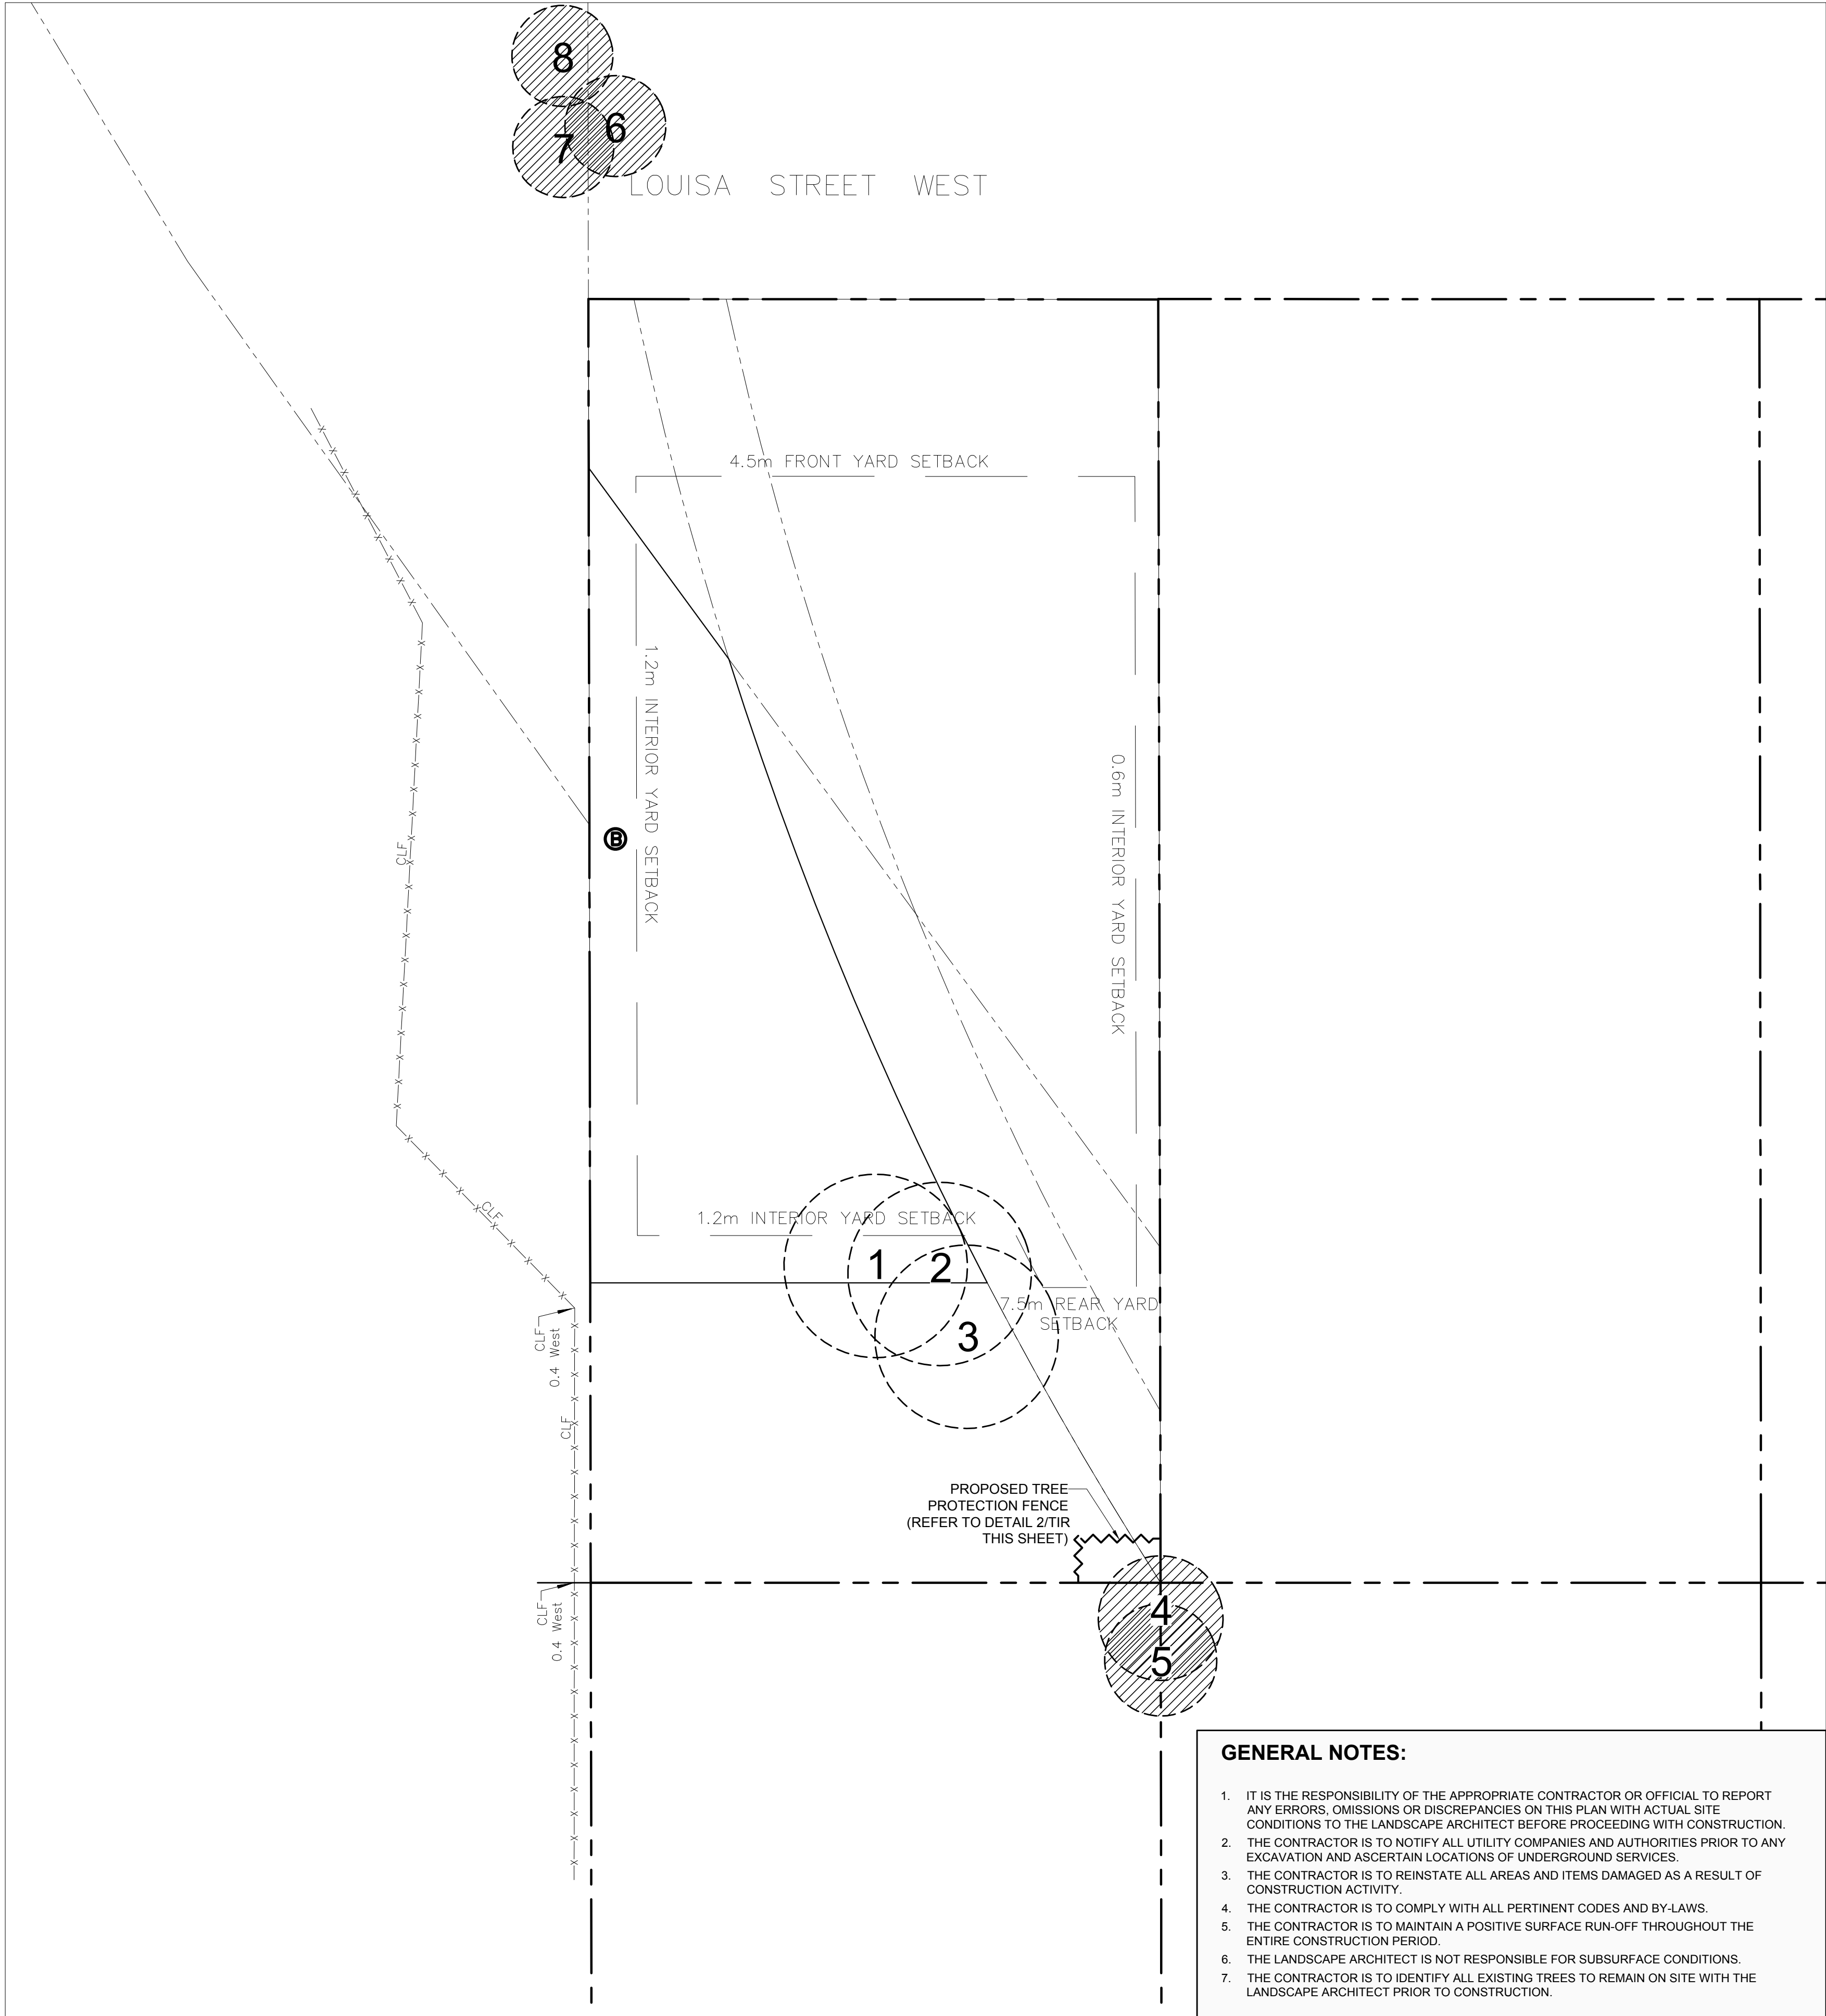 8
6
7
LOUISA STREET WEST
4.5m FRONT YARD SETBACK
1.2m INTERIOR YARD SETBACK
0.6m INTERIOR YARD SETBACK
B
CLF
CLF
1.2m INTERIOR YARD SETBACK
1
2
3
7.5m REAR YARD
SETBACK
CLF
0.4 West
CLF
PROPOSED TREE
PROTECTION FENCE
(REFER TO DETAIL 2/TIR
THIS SHEET)
CLF
0.4 West
4
5
GENERAL NOTES:
1. IT IS THE RESPONSIBILITY OF THE APPROPRIATE CONTRACTOR OR OFFICIAL TO REPORT
ANY ERRORS, OMISSIONS OR DISCREPANCIES ON THIS PLAN WITH ACTUAL SITE
CONDITIONS TO THE LANDSCAPE ARCHITECT BEFORE PROCEEDING WITH CONSTRUCTION.
2. THE CONTRACTOR IS TO NOTIFY ALL UTILITY COMPANIES AND AUTHORITIES PRIOR TO ANY
EXCAVATION AND ASCERTAIN LOCATIONS OF UNDERGROUND SERVICES.
3. THE CONTRACTOR IS TO REINSTATE ALL AREAS AND ITEMS DAMAGED AS A RESULT OF
CONSTRUCTION ACTIVITY.
4. THE CONTRACTOR IS TO COMPLY WITH ALL PERTINENT CODES AND BY-LAWS.
5. THE CONTRACTOR IS TO MAINTAIN A POSITIVE SURFACE RUN-OFF THROUGHOUT THE
ENTIRE CONSTRUCTION PERIOD.
6. THE LANDSCAPE ARCHITECT IS NOT RESPONSIBLE FOR SUBSURFACE CONDITIONS.
7. THE CONTRACTOR IS TO IDENTIFY ALL EXISTING TREES TO REMAIN ON SITE WITH THE
LANDSCAPE ARCHITECT PRIOR TO CONSTRUCTION.